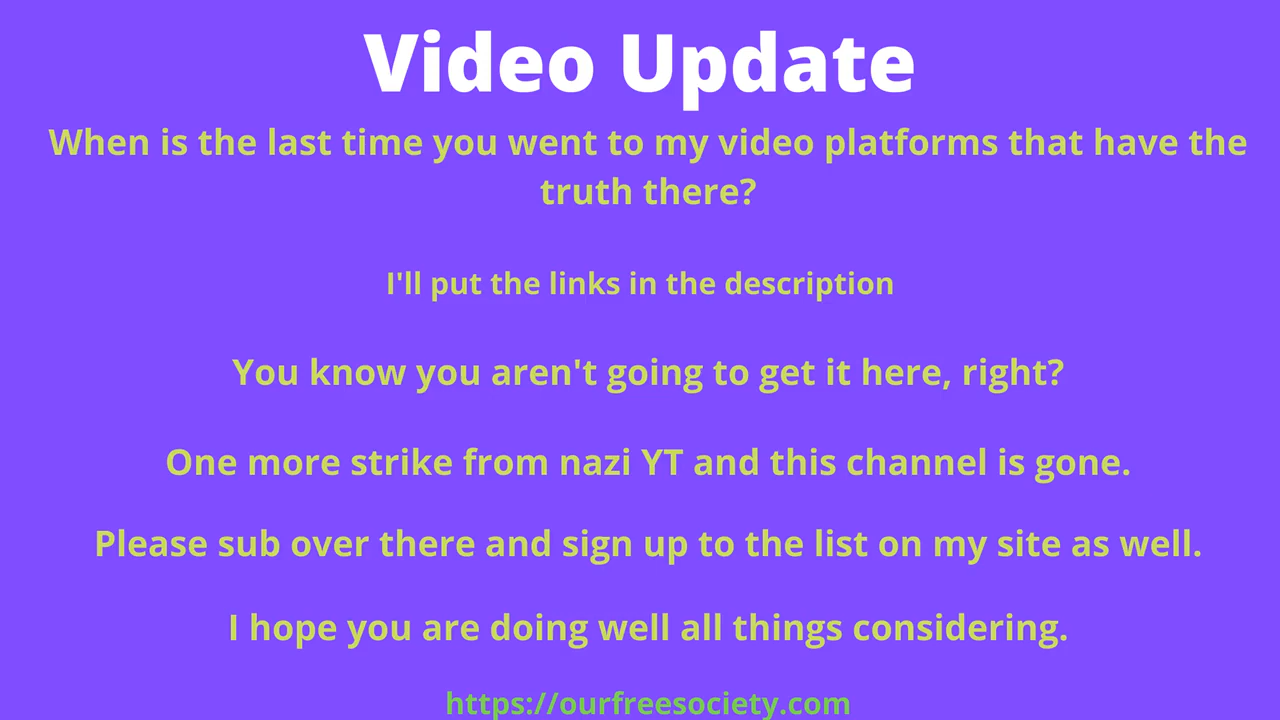 Video Update
When is the last time you went to my video platforms that have the
truth there?
I'll put the links in the description
You know you aren't going to get it here, right?
One more strike from nazi YT and this channel is gone.
Please sub over there and sign up to the list on my site as well.
I hope you are doing well all things considering.
https://ourfreesociety.com